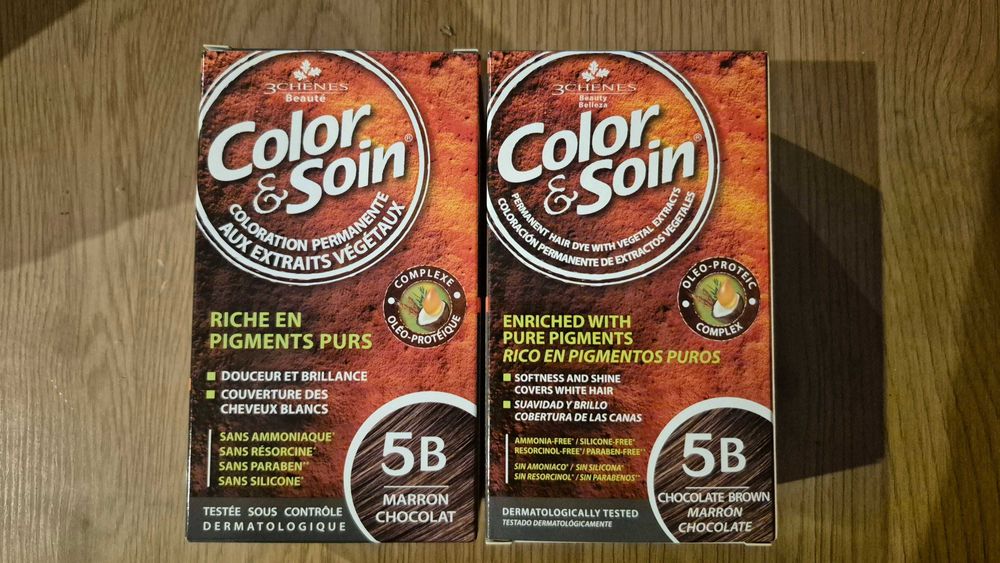 3CHENES
Beauté
Color
& Soin®
COLORATION PERMANENTE
AUX EXTRAITS VÉGÉTAUX
COMPLEXE
OLÉO-PROTÉIQUE
RICHE EN
PIGMENTS PURS
DOUCEUR ET BRILLANCE
COUVERTURE DES
CHEVEUX BLANCS
SANS AMMONIAQUE*
SANS RÉSORCINE*
SANS PARABEN**
SANS SILICONE*
5B
MARRON
CHOCOLAT
TESTÉE SOUS CONTRÔLE
DERMATOLOGIQUE
3CHENES
Beauty
Belleza
Color
& Soin®
PERMANENT HAIR DYE WITH VEGETAL EXTRACTS
COLORACIÓN PERMANENTE DE EXTRACTOS VEGETALES
OLEO-PROTEIC
COMPLEX
ENRICHED WITH
PURE PIGMENTS
RICO EN PIGMENTOS PUROS
SOFTNESS AND SHINE
COVERS WHITE HAIR
SUAVIDAD Y BRILLO
COBERTURA DE LAS CANAS
AMMONIA-FREE* / SILICONE-FREE*
RESORCINOL-FREE* / PARABEN-FREE**
SIN AMONIACO* / SIN SILICONA*
SIN RESORCINOL* / SIN PARABENOS**
5B
CHOCOLATE BROWN
MARRÓN
CHOCOLATE
DERMATOLOGICALLY TESTED
TESTADO DERMATOLÓGICAMENTE